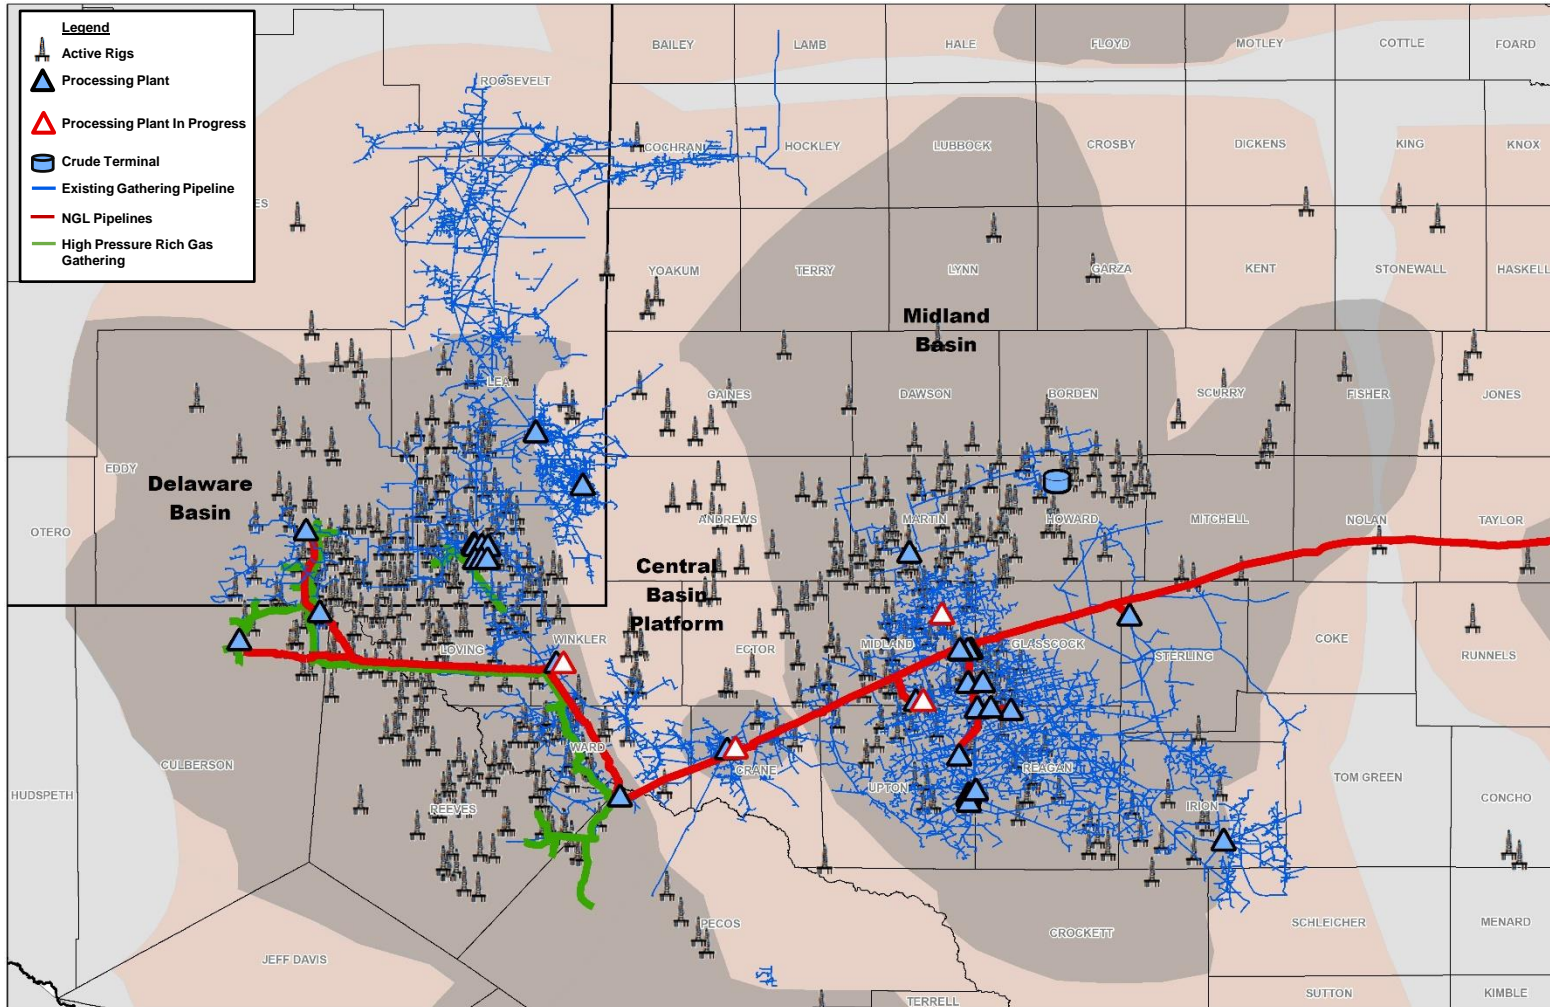 Legend
Active Rigs
Processing Plant
Processing Plant In Progress
Crude Terminal
Existing Gathering Pipeline
NGL Pipelines
High Pressure Rich Gas
Gathering
BAILEY
LAMB
HALE
FLOYD
MOTLEY
COTTLE
FOARD
ROOSEVELT
COCHRAN
HOCKLEY
LUBBOCK
CROSBY
DICKENS
KING
KNOX
ES
YOAKUM
TERRY
LYNN
GARZA
KENT
STONEWALL
HASKELL
Midland
Basin
LEA
GAINES
DAWSON
BORDEN
SCURRY
FISHER
JONES
EDDY
Delaware
Basin
OTERO
ANDREWS
MARTIN
HOWARD
MITCHELL
NOLAN
TAYLOR
Central
Basin
Platform
LOVING
WINKLER
ECTOR
MIDLAND
GLASSCOCK
STERLING
COKE
RUNNELS
CULBERSON
HUDSPETH
REEVES
WARD
CRANE
UPTON
REAGAN
IRION
TOM GREEN
CONCHO
PECOS
CROCKETT
SCHLEICHER
MENARD
JEFF DAVIS
TERRELL
SUTTON
KIMBLE